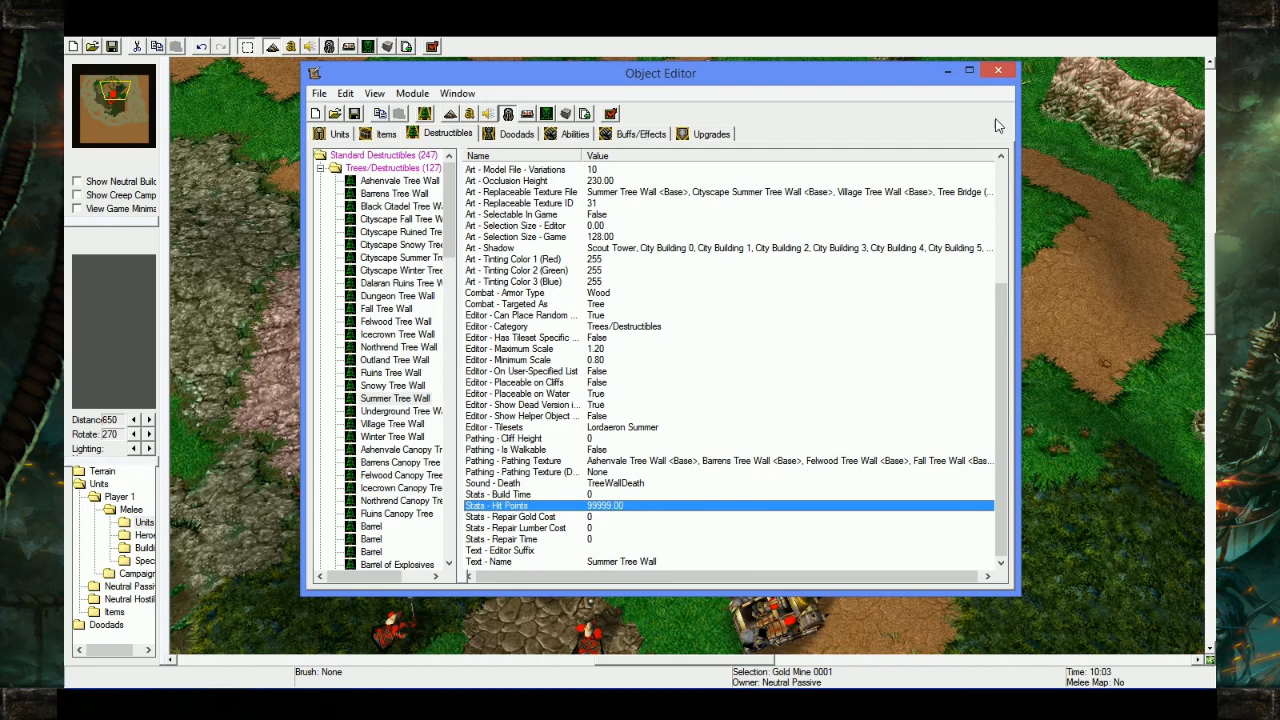 Object Editor
File Edit View Module Window
Units Items Destructibles Doodads Abilities Buffs/Effects Upgrades
Show Neutral Build
Show Creep Camp
View Game Minima
Distance 650
Rotate: 270
Lighting:
Terrain
Units
Player 1
Melee
Units
Heroe
Buildi
Spec
Campaign
Neutral Passi
Neutral Hostil
Items
Doodads
Standard Destructibles (247)
Trees/Destructibles (127)
Ashenvale Tree Wall
Barrens Tree Wall
Black Citadel Tree W
Cityscape Fall Tree W
Cityscape Ruined Tre
Cityscape Snowy Tree
Cityscape Summer Tr
Cityscape Winter Tree
Dalaran Ruins Tree W
Dungeon Tree Wall
Fall Tree Wall
Felwood Tree Wall
Icecrown Tree Wall
Northrend Tree Wall
Outland Tree Wall
Ruins Tree Wall
Snowy Tree Wall
Summer Tree Wall
Underground Tree W
Village Tree Wall
Winter Tree Wall
Ashenvale Canopy Tr
Barrens Canopy Tree
Felwood Canopy Tree
Icecrown Canopy Tre
Northrend Canopy Tre
Ruins Canopy Tree
Barrel
Barrel
Barrel
Barrel of Explosives
Name Value
Art - Model File - Variations 10
Art - Occlusion Height 230.00
Art - Replaceable Texture File Summer Tree Wall <Base>, Cityscape Summer Tree Wall <Base>, Village Tree Wall <Base>, Tree Bridge (...
Art - Replaceable Texture ID 31
Art - Selectable In Game False
Art - Selection Size - Editor 0.00
Art - Selection Size - Game 128.00
Art - Shadow Scout Tower, City Building 0, City Building 1, City Building 2, City Building 3, City Building 4, City Building 5, ...
Art - Tinting Color 1 (Red) 255
Art - Tinting Color 2 (Green) 255
Art - Tinting Color 3 (Blue) 255
Combat - Armor Type Wood
Combat - Targeted As Tree
Editor - Can Place Random ... True
Editor - Category Trees/Destructibles
Editor - Has Tileset Specific ... False
Editor - Maximum Scale 1.20
Editor - Minimum Scale 0.80
Editor - On User-Specified List False
Editor - Placeable on Cliffs False
Editor - Placeable on Water True
Editor - Show Dead Version i... True
Editor - Show Helper Object ... False
Editor - Tilesets Lordaeron Summer
Pathing - Cliff Height 0
Pathing - Is Walkable False
Pathing - Pathing Texture Ashenvale Tree Wall <Base>, Barrens Tree Wall <Base>, Felwood Tree Wall <Base>, Fall Tree Wall <Bas...
Pathing - Pathing Texture (D... None
Sound - Death TreeWallDeath
Stats - Build Time 0
Stats - Hit Points 99999.00
Stats - Repair Gold Cost 0
Stats - Repair Lumber Cost 0
Stats - Repair Time 0
Text - Editor Suffix
Text - Name Summer Tree Wall
Brush: None
Selection: Gold Mine 0001
Owner: Neutral Passive
Time: 10:03
Melee Map: No